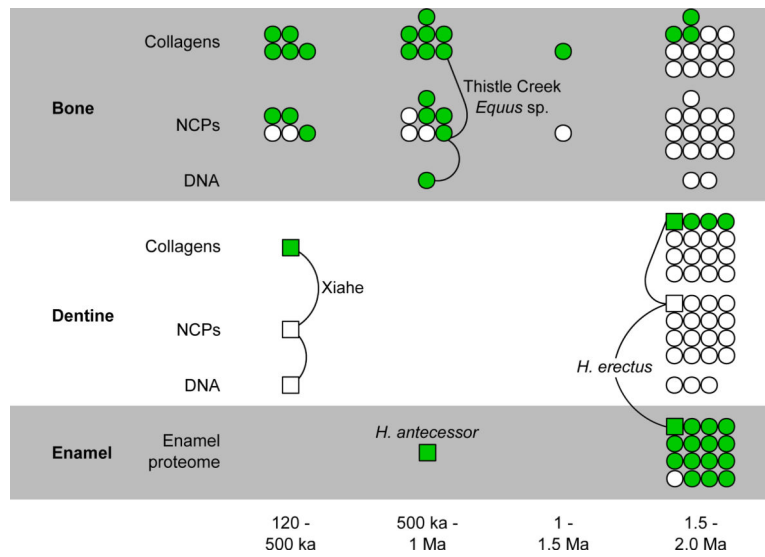 Collagens
Thistle Creek
Equus sp.
Bone
NCPs
DNA
Collagens
Xiahe
Dentine
NCPs
H. erectus
DNA
H. antecessor
Enamel
Enamel
proteome
120 -
500 ka
500 ka -
1 Ma
1 -
1.5 Ma
1.5 -
2.0 Ma